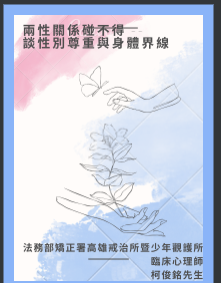 兩性關係碰不得——
談性別尊重與身體界線
法務部矯正署高雄戒治所暨少年觀護所
臨床心理師
柯俊銘先生